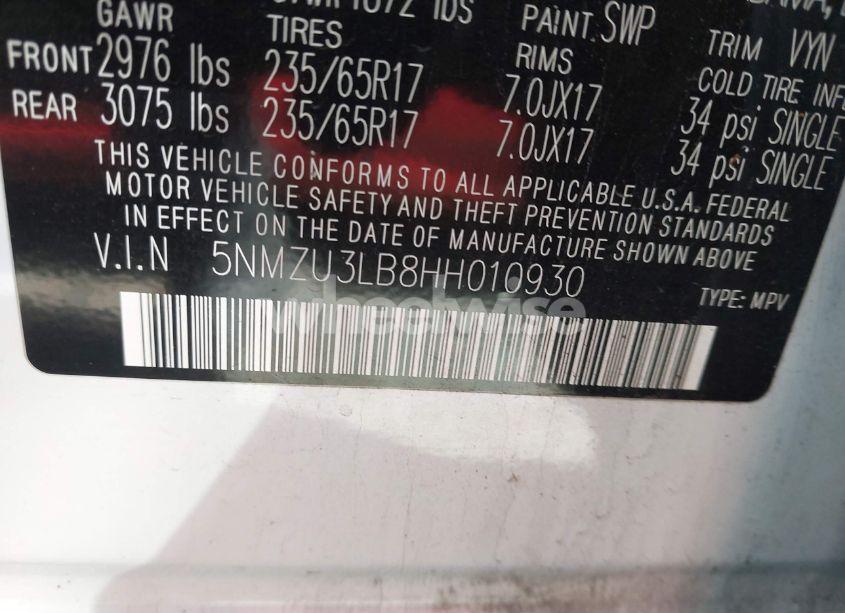 GAWR
TIRES
PAINT: SWP
TRIM VYN
FRONT 2976 lbs 235/65R17
RIMS
7.0JX17
COLD TIRE INF
34 psi SINGLE
REAR 3075 lbs 235/65R17 7.0JX17 34 psi SINGLE
THIS VEHICLE CONFORMS TO ALL APPLICABLE U.S.A. FEDERAL
MOTOR VEHICLE SAFETY AND THEFT PREVENTION STANDARDS
IN EFFECT ON THE DATE OF MANUFACTURE SHOWN ABOVE
V.I.N 5NMZU3LB8HH010930
TYPE: MPV
wheelwise